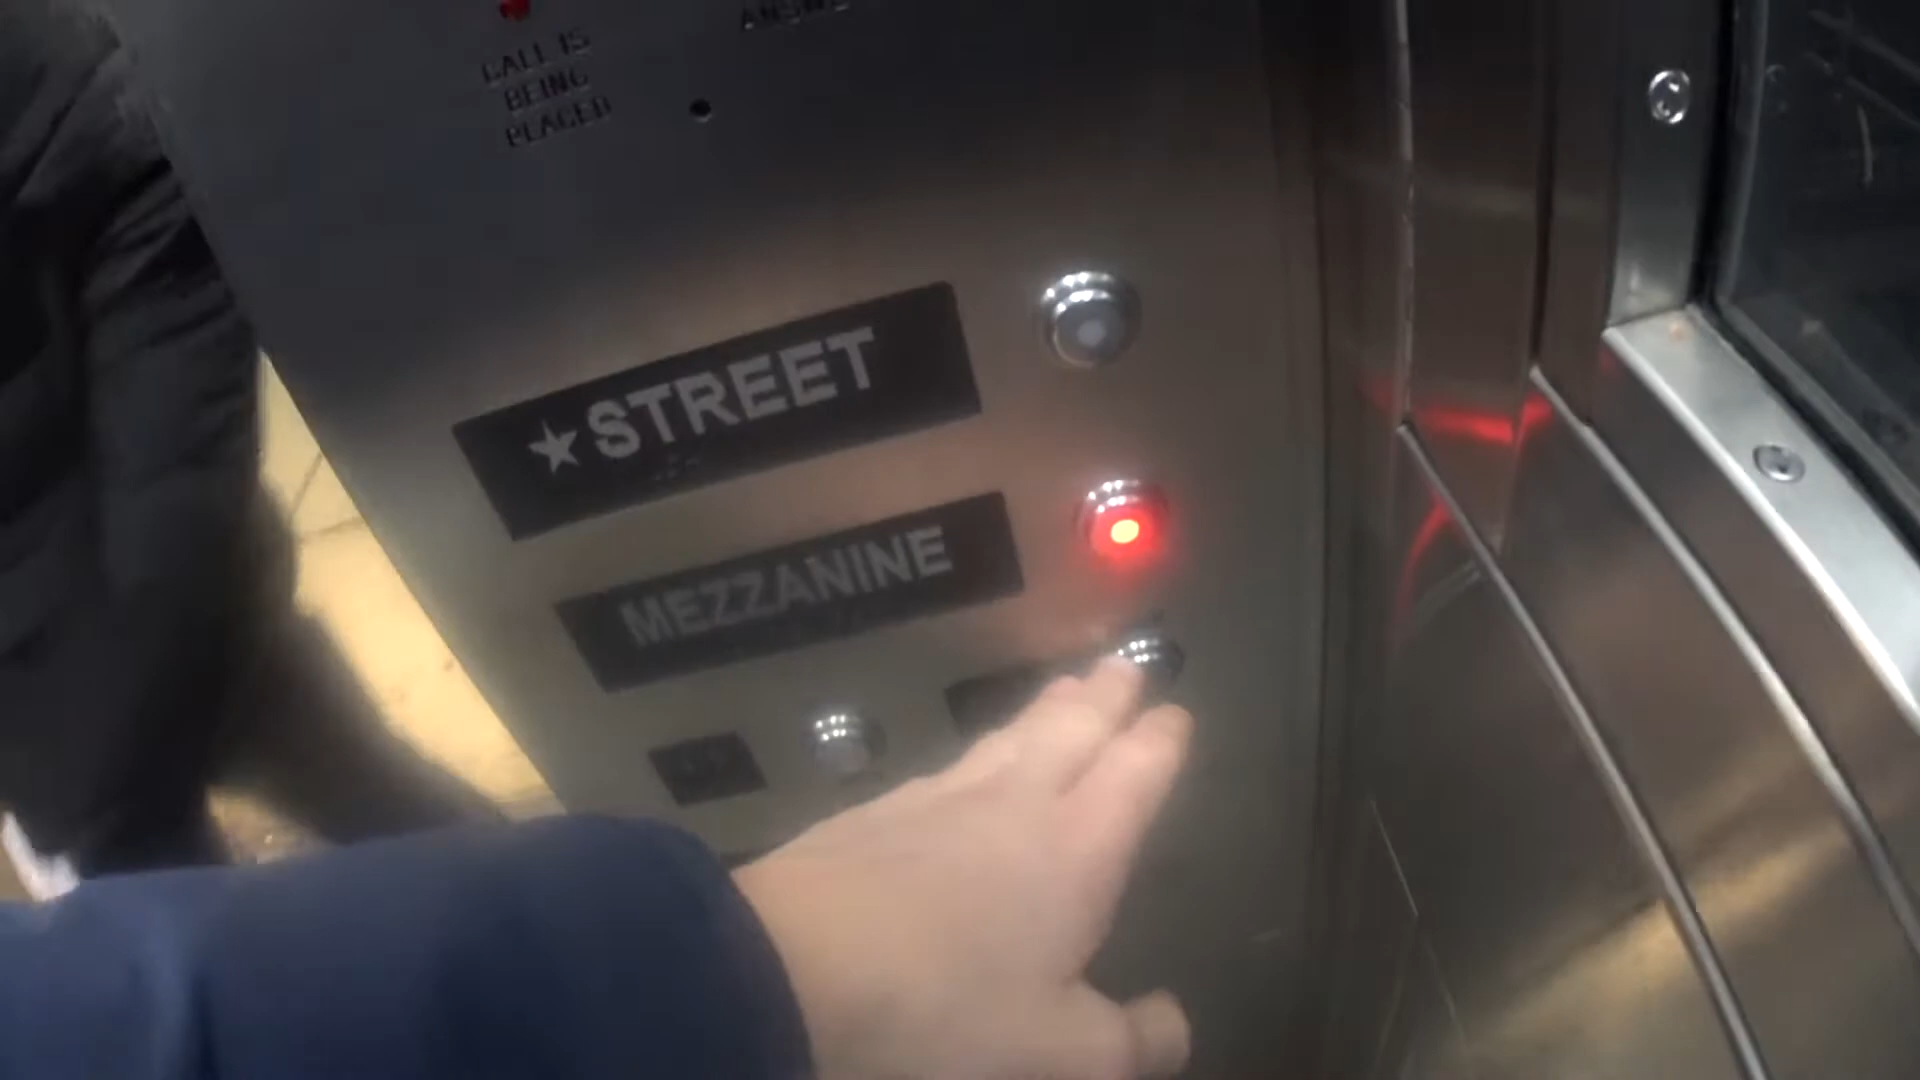 CALL IS
BEING
PLACED
★STREET
MEZZANINE